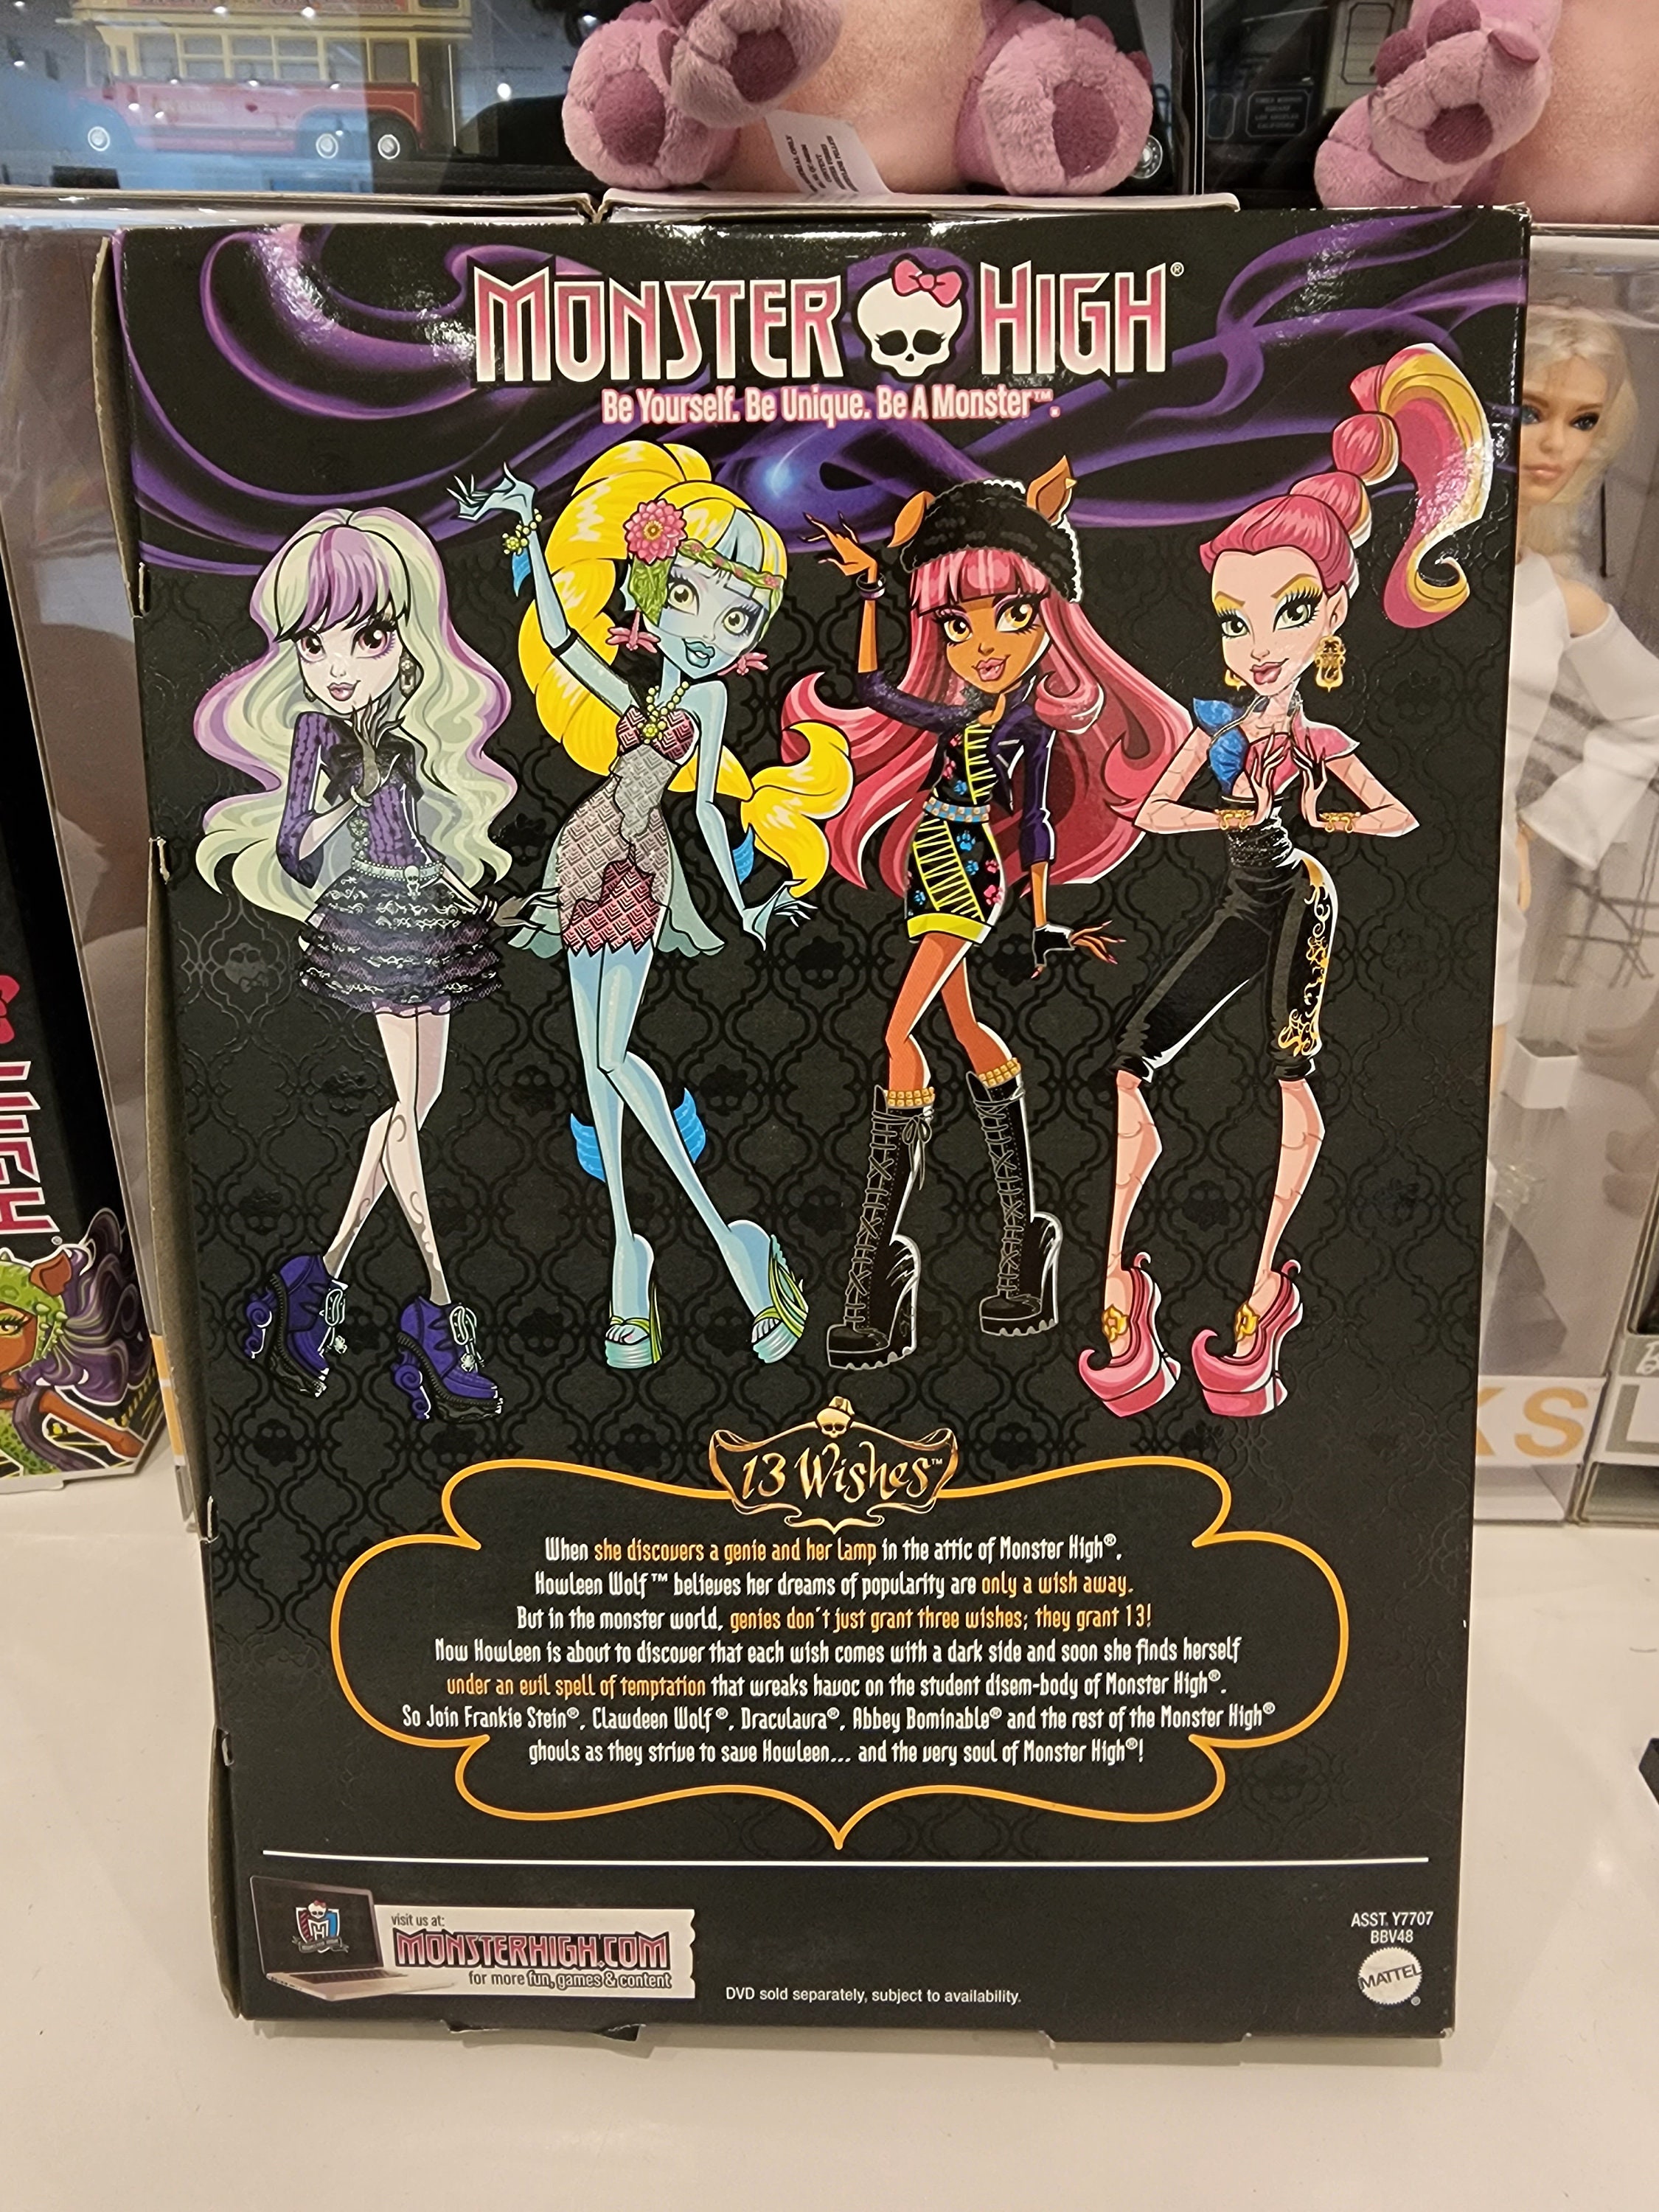 MONSTER HIGH®
Be Yourself. Be Unique. Be A Monster™.
13 Wishes™
When she discovers a genie and her lamp in the attic of Monster High®,
Howleen Wolf™ believes her dreams of popularity are only a wish away.
But in the monster world, genies don't just grant three wishes; they grant 13!
Now Howleen is about to discover that each wish comes with a dark side and soon she finds herself
under an evil spell of temptation that wreaks havoc on the student disem-body of Monster High®.
So Join Frankie Stein®, Clawdeen Wolf®, Draculaura®, Abbey Bominable® and the rest of the Monster High®
ghouls as they strive to save Howleen... and the very soul of Monster High®!
visit us at:
MONSTERHIGH.COM
for more fun, games & content
DVD sold separately, subject to availability.
ASST. Y7707
BBV48
MATTEL®
HIGH®
KS